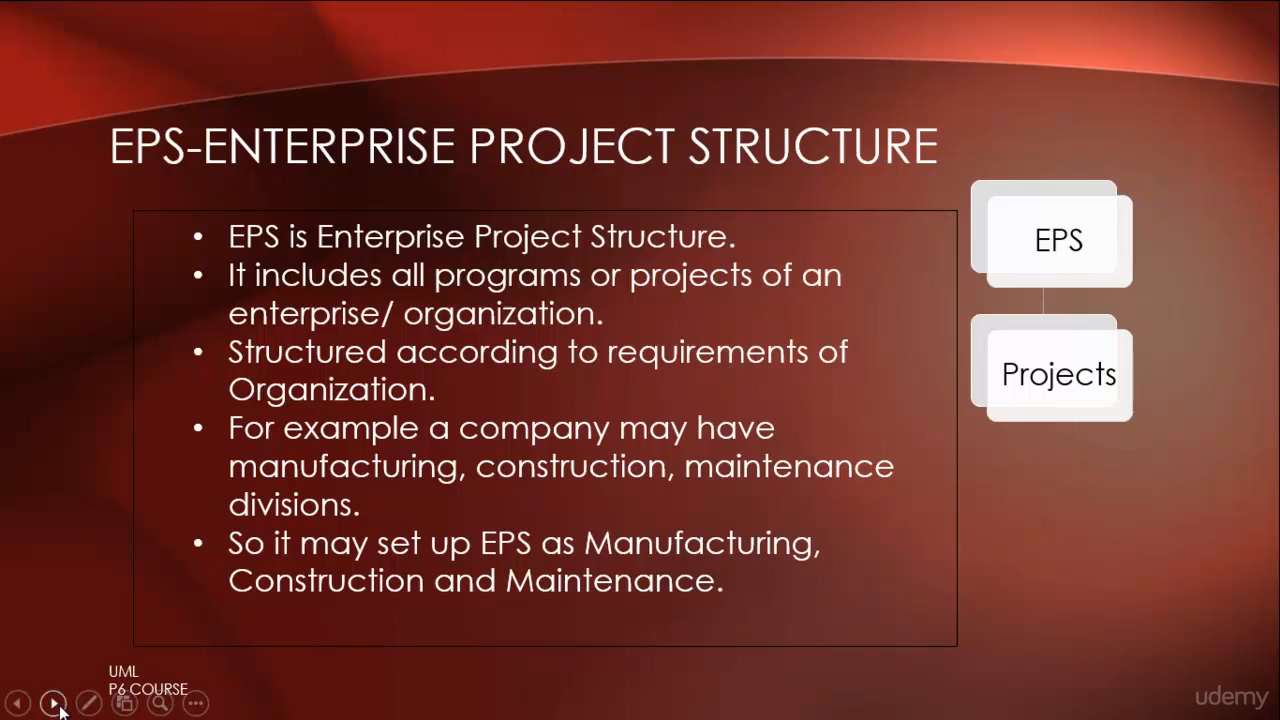 EPS-ENTERPRISE PROJECT STRUCTURE
• EPS is Enterprise Project Structure.
• It includes all programs or projects of an
enterprise/ organization.
• Structured according to requirements of
Organization.
• For example a company may have
manufacturing, construction, maintenance
divisions.
• So it may set up EPS as Manufacturing,
Construction and Maintenance.
EPS
Projects
UML
P6 COURSE
udemy